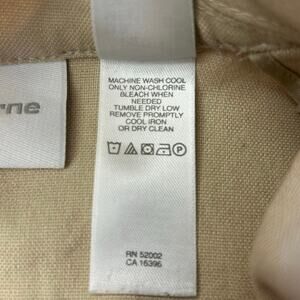 rne
MACHINE WASH COOL
ONLY NON-CHLORINE
BLEACH WHEN
NEEDED
TUMBLE DRY LOW
REMOVE PROMPTLY
COOL IRON
OR DRY CLEAN
P
RN 52002
CA 16396